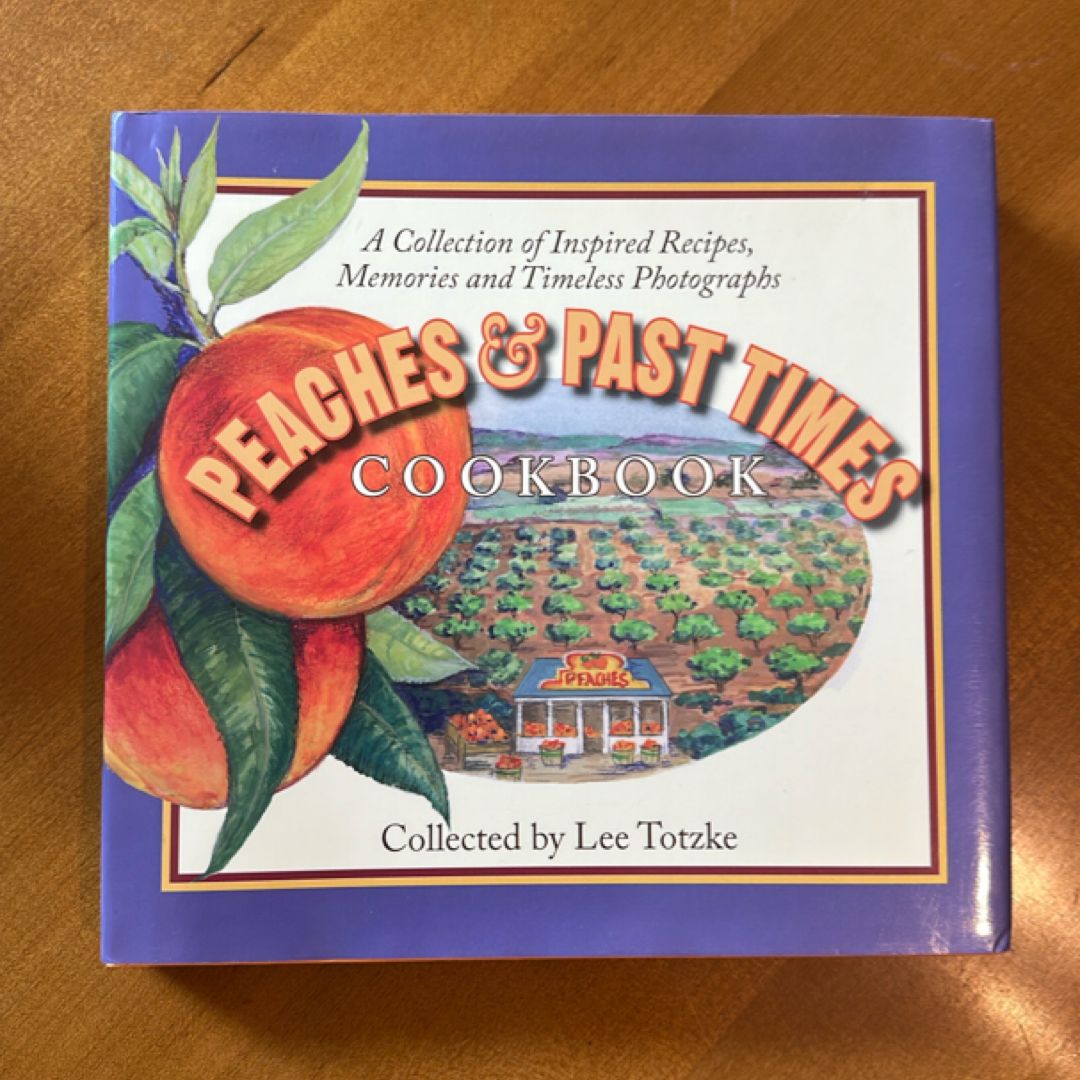 A Collection of Inspired Recipes,
Memories and Timeless Photographs
PEACHES & PAST TIMES
COOKBOOK
PEACHES
Collected by Lee Totzke